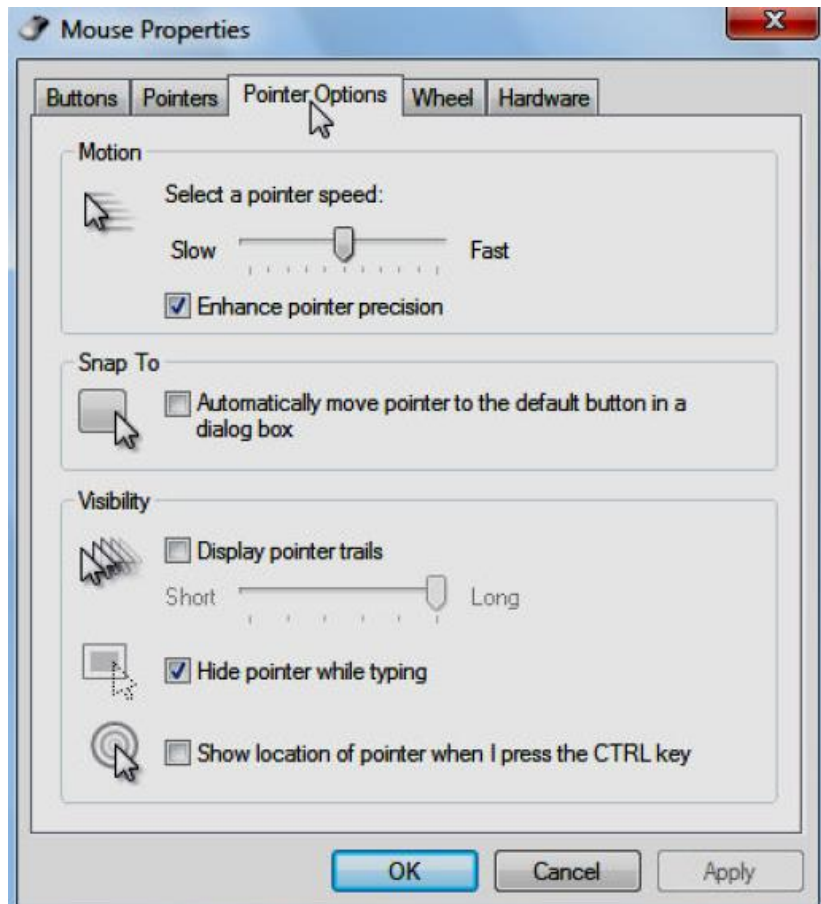 Mouse Properties
Buttons Pointers Pointer Options Wheel Hardware
Motion
Select a pointer speed:
Slow Fast
Enhance pointer precision
Snap To
Automatically move pointer to the default button in a
dialog box
Visibility
Display pointer trails
Short Long
Hide pointer while typing
Show location of pointer when I press the CTRL key
OK Cancel Apply